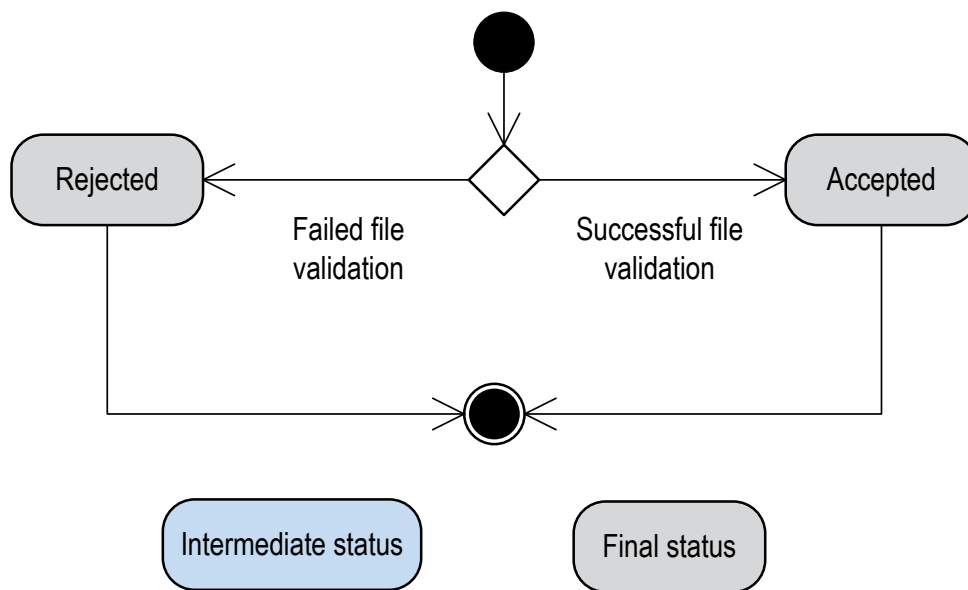 Rejected
Accepted
Failed file
validation
Successful file
validation
Intermediate status
Final status